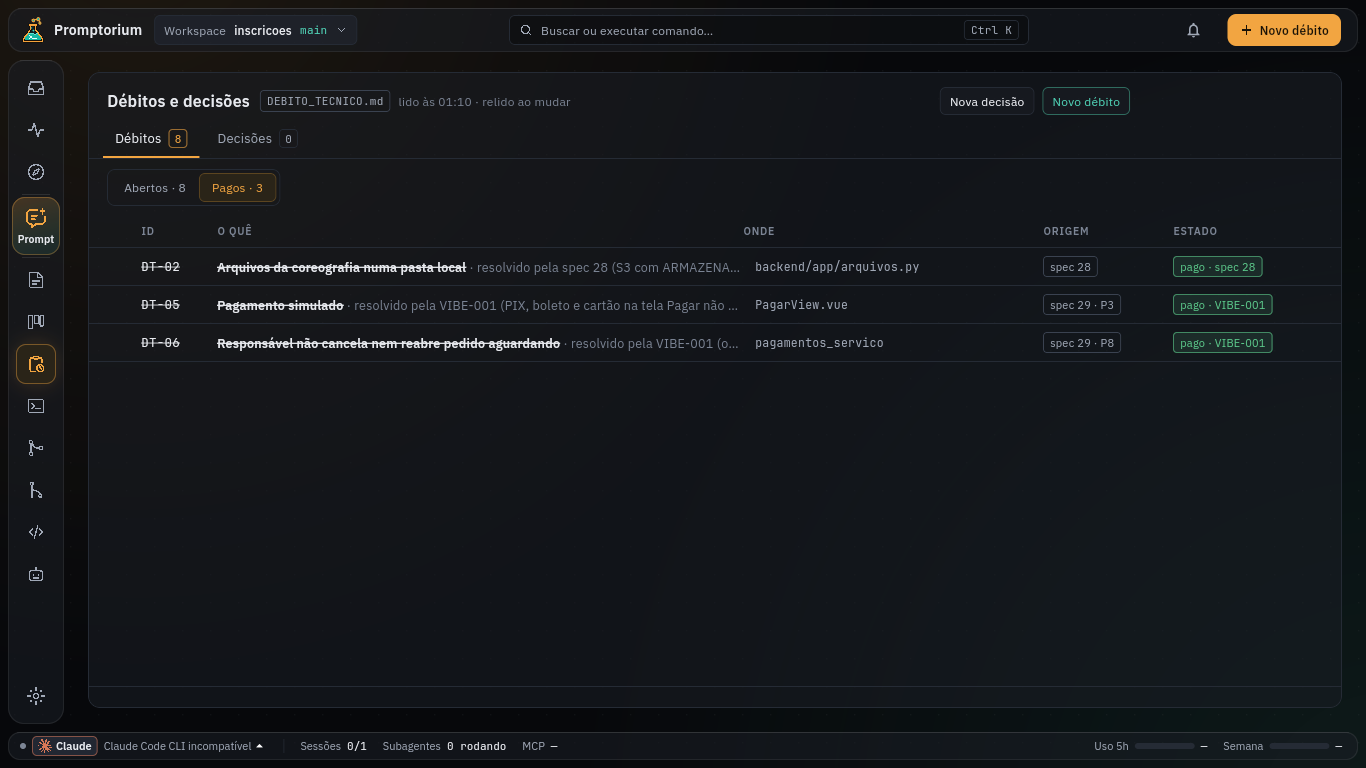 Promptorium Workspace inscricoes main Buscar ou executar comando... Ctrl K + Novo débito
Débitos e decisões DEBITO_TECNICO.md lido às 01:10 · relido ao mudar Nova decisão Novo débito
Débitos 8 Decisões 0
Abertos · 8 Pagos · 3
ID O QUÊ ONDE ORIGEM ESTADO
Prompt
DT-02 Arquivos da coreografia numa pasta local · resolvido pela spec 28 (S3 com ARMAZENA... backend/app/arquivos.py spec 28 pago · spec 28
DT-05 Pagamento simulado · resolvido pela VIBE-001 (PIX, boleto e cartão na tela Pagar não ... PagarView.vue spec 29 · P3 pago · VIBE-001
DT-06 Responsável não cancela nem reabre pedido aguardando · resolvido pela VIBE-001 (o... pagamentos_servico spec 29 · P8 pago · VIBE-001
Claude Claude Code CLI incompatível Sessões 0/1 Subagentes 0 rodando MCP — Uso 5h — Semana —